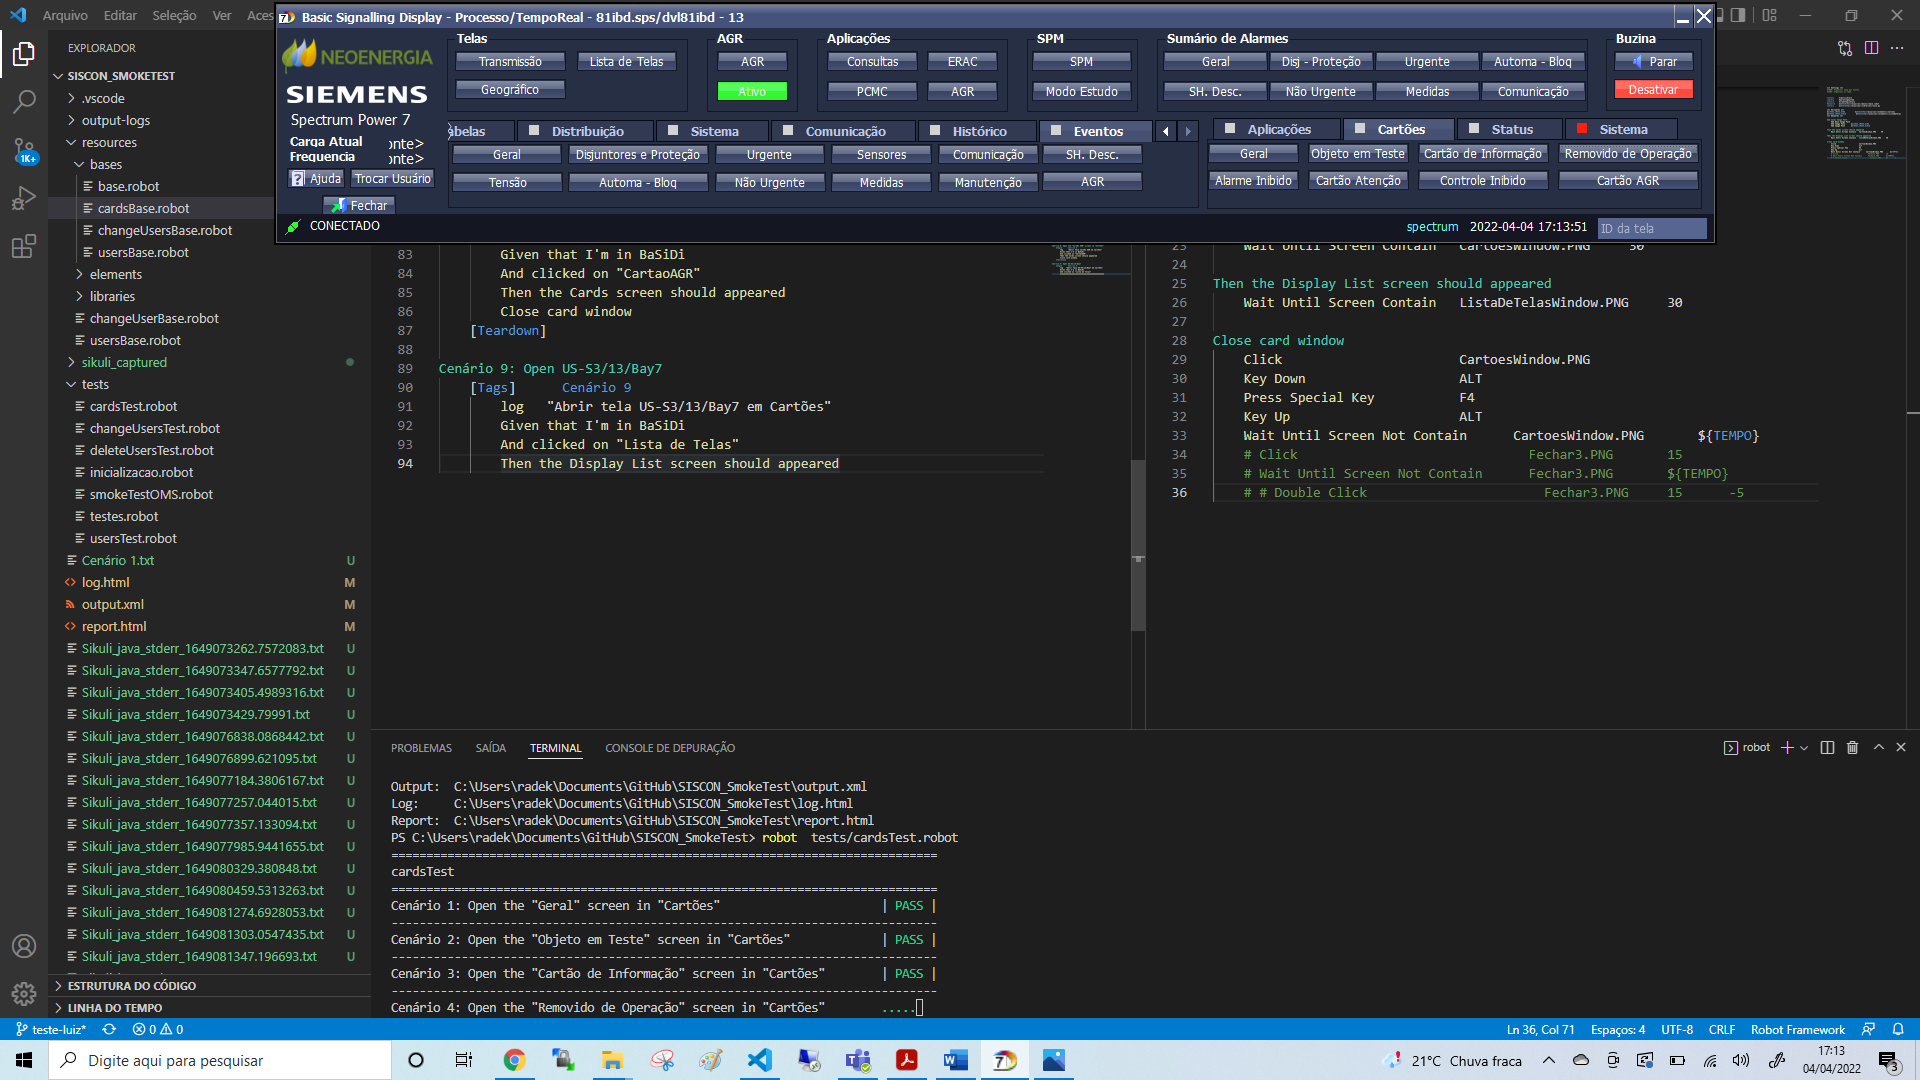 Arquivo Editar Seleção Ver Aces
Basic Signalling Display - Processo/TempoReal - 81ibd.sps/dvl81ibd - 13
NEOENERGIA
SIEMENS
Spectrum Power 7
Carga Atual onte>
Frequencia onte>
Ajuda Trocar Usuário
Fechar
CONECTADO
Telas
Transmissão Lista de Telas
Geográfico
AGR
AGR
Ativo
Aplicações
Consultas ERAC
PCMC AGR
SPM
SPM
Modo Estudo
Sumário de Alarmes
Geral Disj - Proteção Urgente Automa - Bloq
SH. Desc. Não Urgente Medidas Comunicação
Buzina
Parar
Desativar
abelas Distribuição Sistema Comunicação Histórico Eventos
Geral Disjuntores e Proteção Urgente Sensores Comunicação SH. Desc.
Tensão Automa - Bloq Não Urgente Medidas Manutenção AGR
Aplicações Cartões Status Sistema
Geral Objeto em Teste Cartão de Informação Removido de Operação
Alarme Inibido Cartão Atenção Controle Inibido Cartão AGR
spectrum 2022-04-04 17:13:51 ID da tela
EXPLORADOR
SISCON_SMOKETEST
.vscode
output-logs
resources
bases
base.robot
cardsBase.robot
changeUsersBase.robot
usersBase.robot
elements
libraries
changeUserBase.robot
usersBase.robot
sikuli_captured
tests
cardsTest.robot
changeUsersTest.robot
deleteUsersTest.robot
inicializacao.robot
smokeTestOMS.robot
testes.robot
usersTest.robot
Cenário 1.txt U
log.html M
output.xml M
report.html M
Sikuli_java_stderr_1649073262.7572083.txt U
Sikuli_java_stderr_1649073347.6577792.txt U
Sikuli_java_stderr_1649073405.4989316.txt U
Sikuli_java_stderr_1649073429.79991.txt U
Sikuli_java_stderr_1649076838.0868442.txt U
Sikuli_java_stderr_1649076899.621095.txt U
Sikuli_java_stderr_1649077184.3806167.txt U
Sikuli_java_stderr_1649077257.044015.txt U
Sikuli_java_stderr_1649077357.133094.txt U
Sikuli_java_stderr_1649077985.9441655.txt U
Sikuli_java_stderr_1649080329.380848.txt U
Sikuli_java_stderr_1649080459.5313263.txt U
Sikuli_java_stderr_1649081274.6928053.txt U
Sikuli_java_stderr_1649081303.0547435.txt U
Sikuli_java_stderr_1649081347.196693.txt U
ESTRUTURA DO CÓDIGO
LINHA DO TEMPO
1K+
83 Given that I'm in BaSiDi
84 And clicked on "CartaoAGR"
85 Then the Cards screen should appeared
86 Close card window
87 [Teardown]
88
89 Cenário 9: Open US-S3/13/Bay7
90 [Tags] Cenário 9
91 log "Abrir tela US-S3/13/Bay7 em Cartões"
92 Given that I'm in BaSiDi
93 And clicked on "Lista de Telas"
94 Then the Display List screen should appeared
23 Wait Until Screen Contain CartoesWindow.PNG 30
24
25 Then the Display List screen should appeared
26 Wait Until Screen Contain ListaDeTelasWindow.PNG 30
27
28 Close card window
29 Click CartoesWindow.PNG
30 Key Down ALT
31 Press Special Key F4
32 Key Up ALT
33 Wait Until Screen Not Contain CartoesWindow.PNG ${TEMPO}
34 # Click Fechar3.PNG 15
35 # Wait Until Screen Not Contain Fechar3.PNG ${TEMPO}
36 # # Double Click Fechar3.PNG 15 -5
PROBLEMAS SAÍDA TERMINAL CONSOLE DE DEPURAÇÃO
robot
Output: C:\Users\radek\Documents\GitHub\SISCON_SmokeTest\output.xml
Log: C:\Users\radek\Documents\GitHub\SISCON_SmokeTest\log.html
Report: C:\Users\radek\Documents\GitHub\SISCON_SmokeTest\report.html
PS C:\Users\radek\Documents\GitHub\SISCON_SmokeTest> robot tests/cardsTest.robot
==============================================================================
cardsTest
==============================================================================
Cenário 1: Open the "Geral" screen in "Cartões" | PASS |
------------------------------------------------------------------------------
Cenário 2: Open the "Objeto em Teste" screen in "Cartões" | PASS |
------------------------------------------------------------------------------
Cenário 3: Open the "Cartão de Informação" screen in "Cartões" | PASS |
------------------------------------------------------------------------------
Cenário 4: Open the "Removido de Operação" screen in "Cartões" .....
teste-luiz* 0 0
Ln 36, Col 71 Espaços: 4 UTF-8 CRLF Robot Framework
Digite aqui para pesquisar
21°C Chuva fraca
17:13
04/04/2022
3